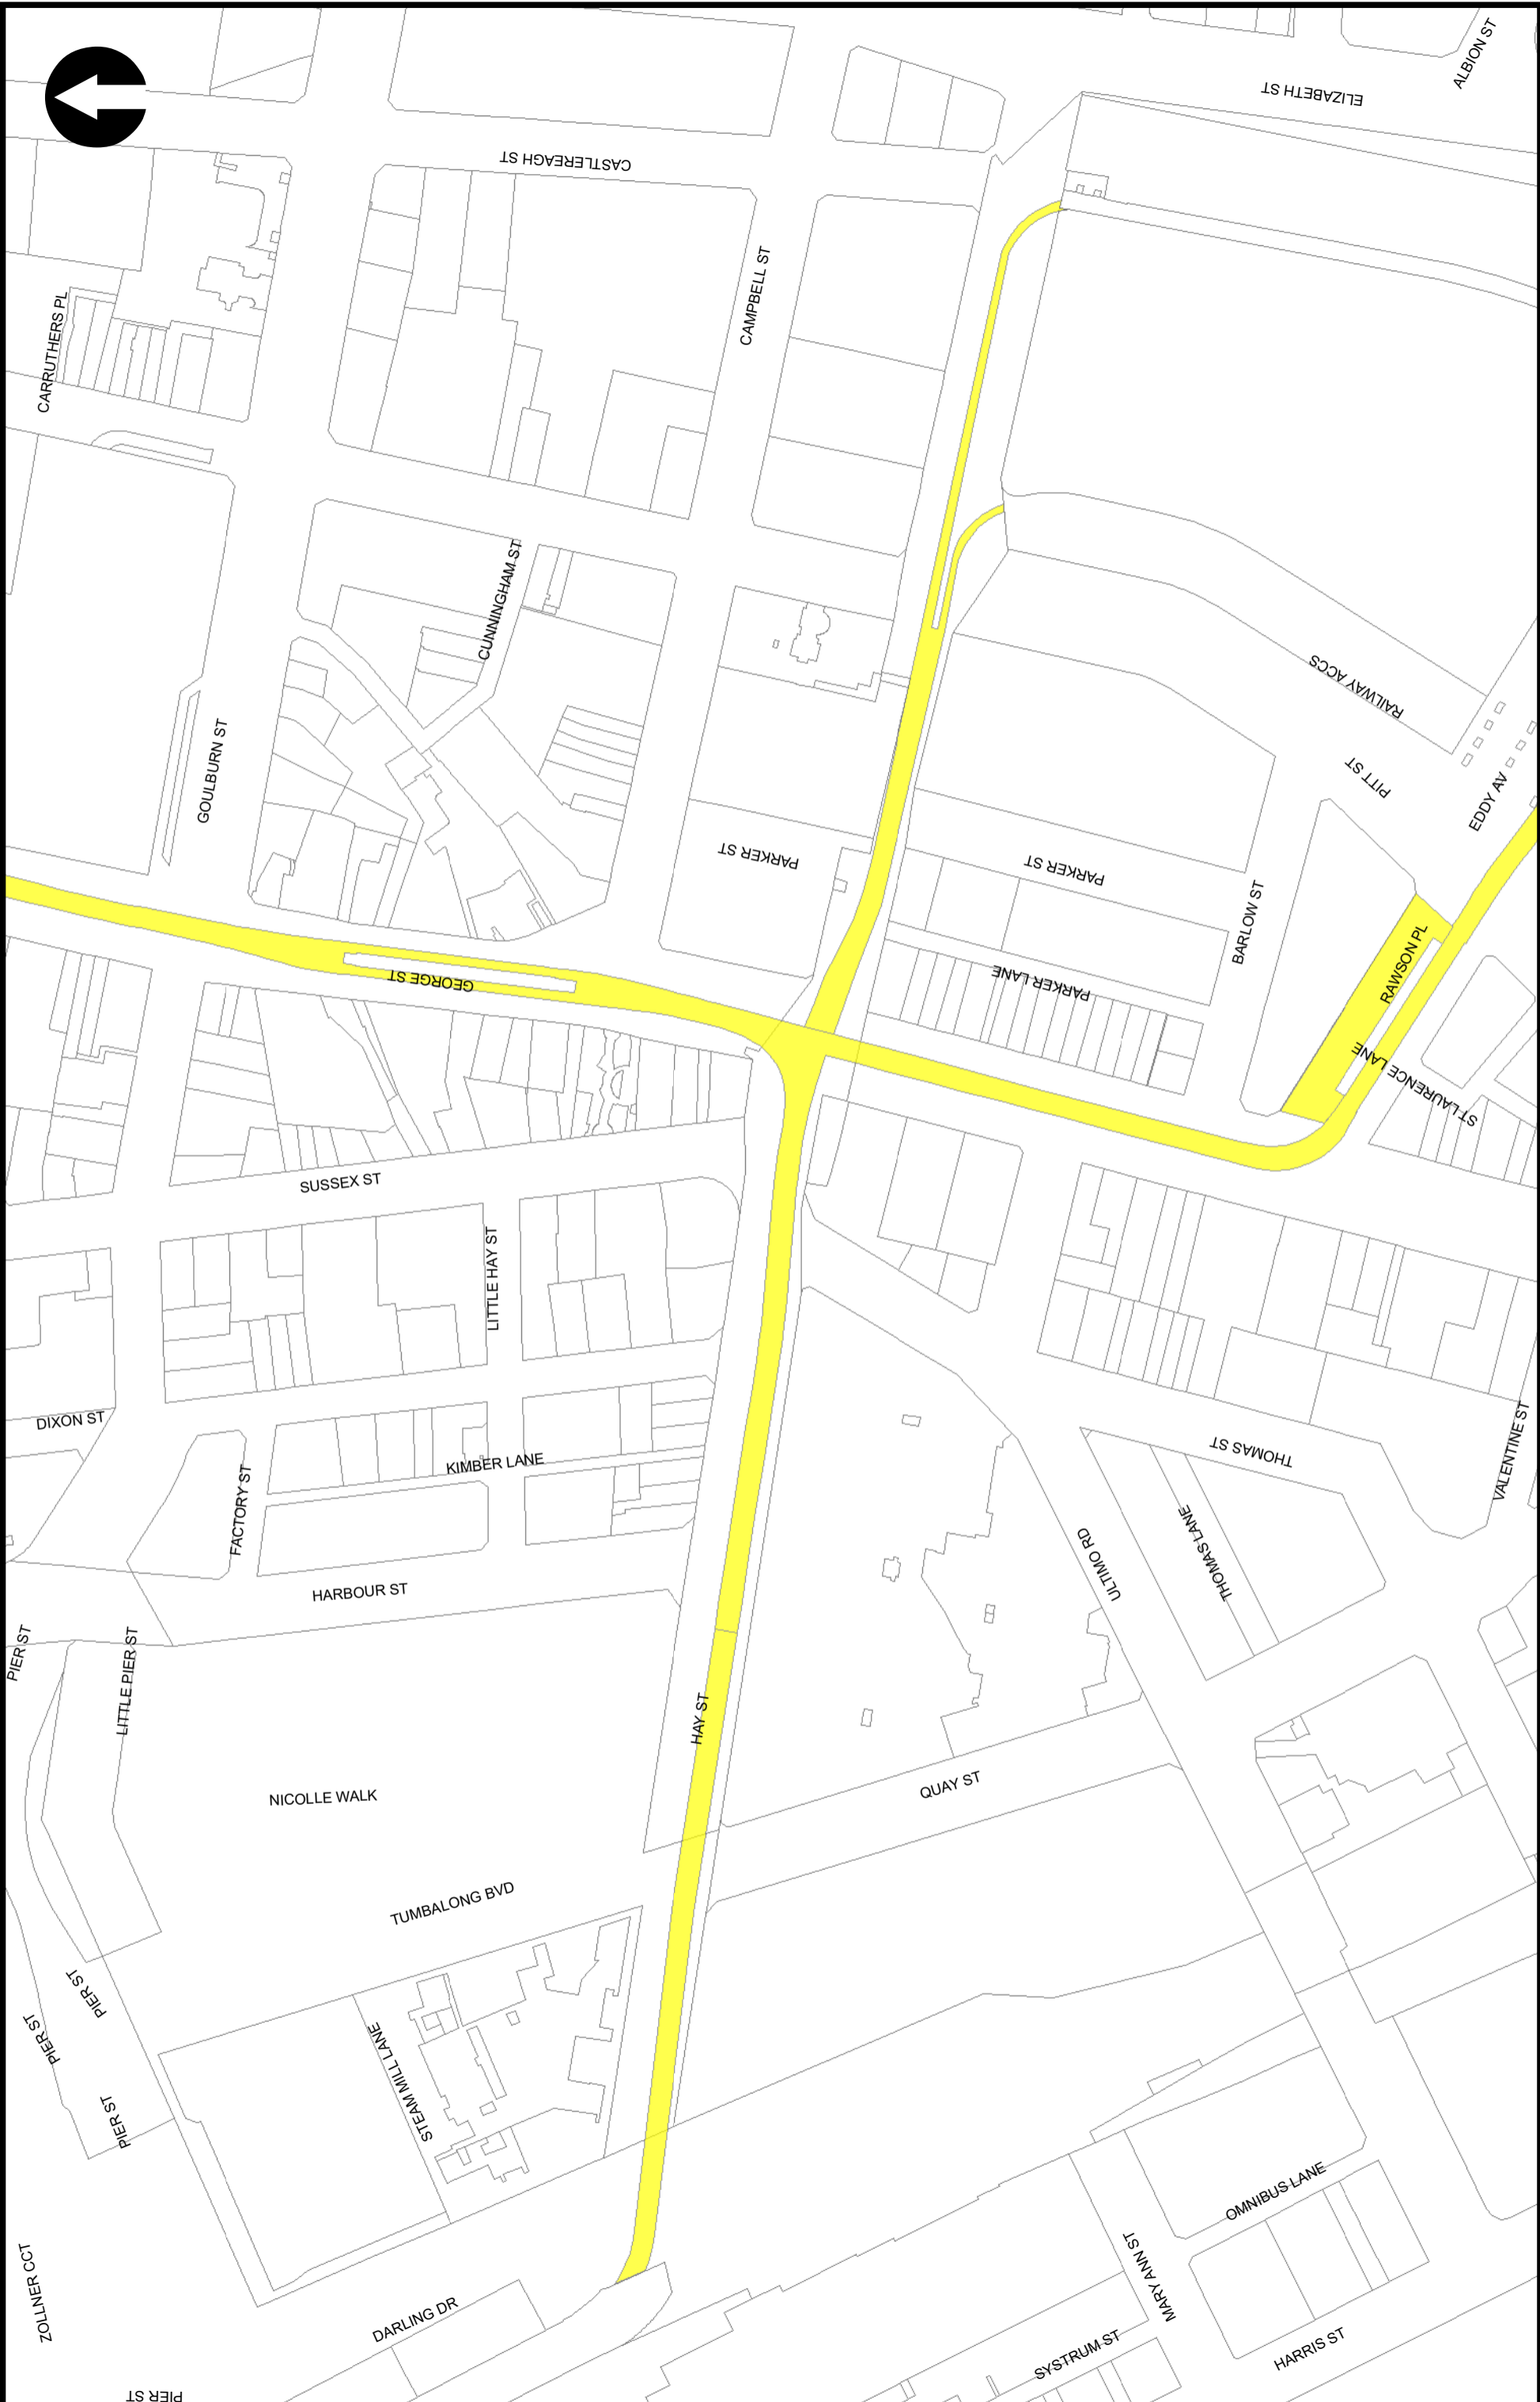 ALBION ST
ELIZABETH ST
CASTLEREAGH ST
CAMPBELL ST
CARRUTHERS PL
CUNNINGHAM ST
RAILWAY ACCS
GOULBURN ST
PITT ST
EDDY AV
PARKER ST
PARKER ST
BARLOW ST
RAWSON PL
GEORGE ST
PARKER LANE
ST LAURENCE LANE
SUSSEX ST
LITTLE HAY ST
DIXON ST
THOMAS ST
VALENTINE ST
KIMBER LANE
FACTORY ST
THOMAS LANE
ULTIMO RD
HARBOUR ST
PIER ST
LITTLE PIER ST
HAY ST
QUAY ST
NICOLLE WALK
TUMBALONG BVD
PIER ST
PIER ST
STEAM MILL LANE
PIER ST
OMNIBUS LANE
ZOLLNER CCT
MARY ANN ST
DARLING DR
SYSTRUM ST
HARRIS ST
PIER ST